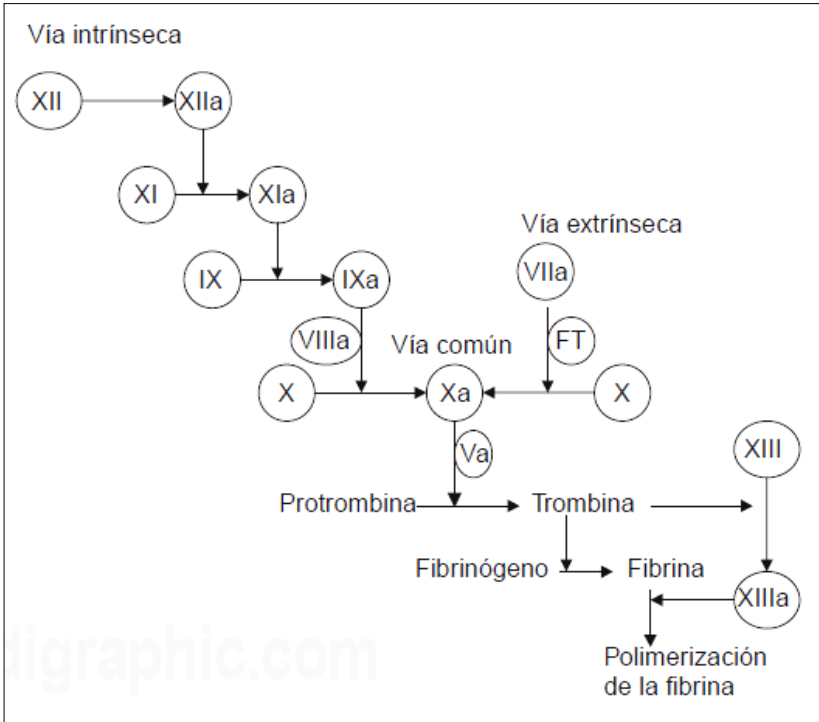 Vía intrínseca
XII
XIIa
XI
XIa
Vía extrínseca
IX
IXa
VIIa
VIIIa
Vía común
FT
X
Xa
X
Va
XIII
Protrombina
Trombina
Fibrinógeno
Fibrina
XIIIa
Polimerización
de la fibrina
digraphic.com